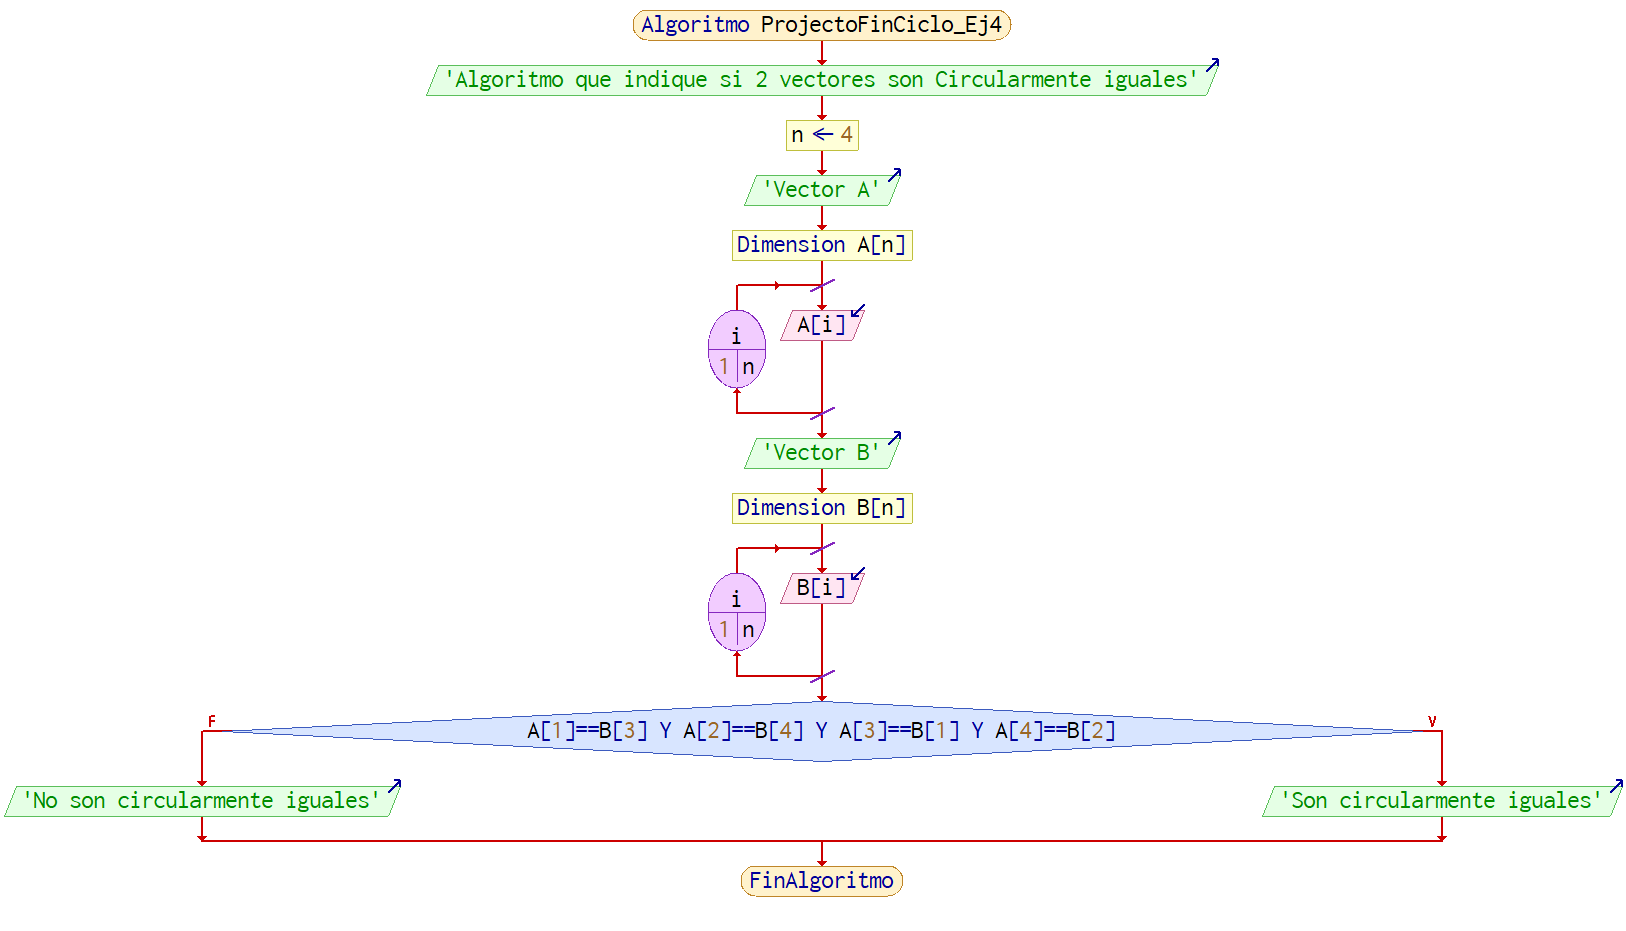 Algoritmo ProjectoFinCiclo_Ej4
'Algoritmo que indique si 2 vectores son Circularmente iguales'
n ← 4
'Vector A'
Dimension A[n]
A[i]
i
1 n
'Vector B'
Dimension B[n]
B[i]
i
1 n
F
V
A[1]==B[3] Y A[2]==B[4] Y A[3]==B[1] Y A[4]==B[2]
'No son circularmente iguales'
'Son circularmente iguales'
FinAlgoritmo